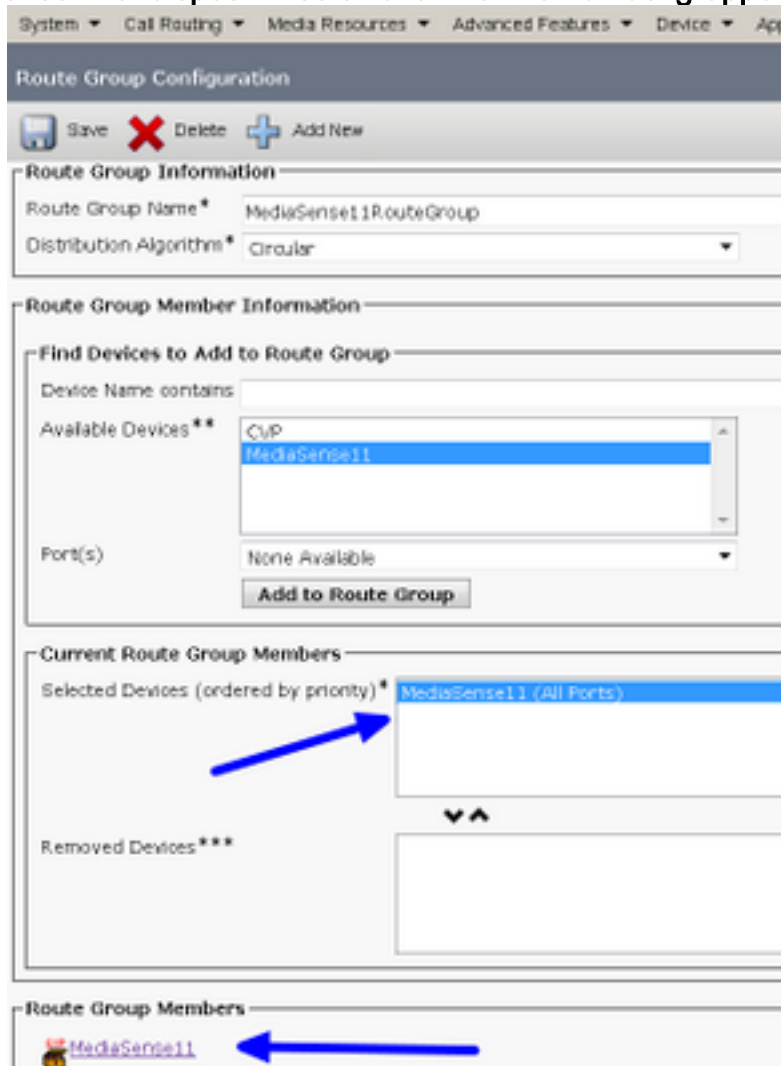 System Call Routing Media Resources Advanced Features Device App
Route Group Configuration
Save Delete Add New
Route Group Information
Route Group Name* MediaSense11RouteGroup
Distribution Algorithm* Circular
Route Group Member Information
Find Devices to Add to Route Group
Device Name contains
Available Devices** CVP
MediaSense11
Port(s) None Available
Add to Route Group
Current Route Group Members
Selected Devices (ordered by priority)* MediaSense11 (All Ports)
Removed Devices***
Route Group Members
MediaSense11